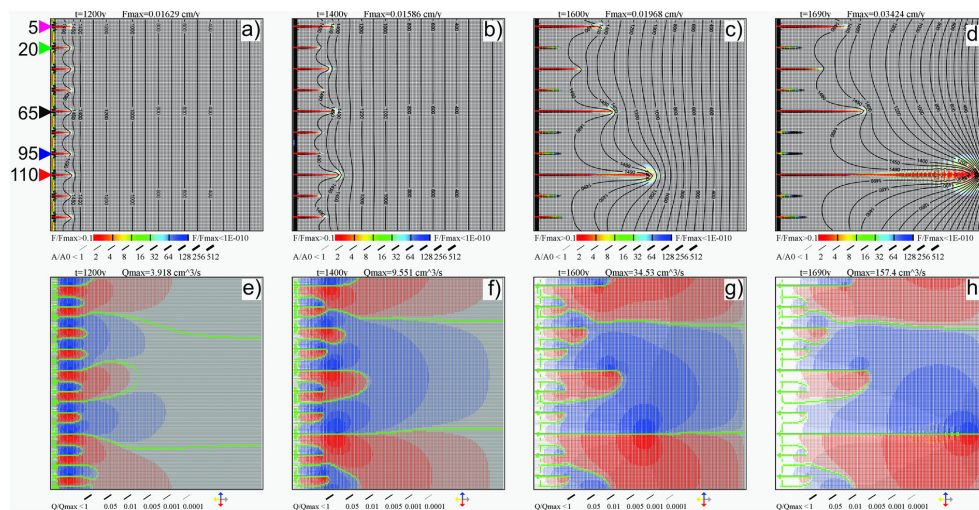 t=1200y Fmax=0.01629 cm/y
t=1400y Fmax=0.01586 cm/y
t=1600y Fmax=0.01968 cm/y
t=1690y Fmax=0.03424 cm/y
a)
b)
c)
d)
5
20
65
95
110
F/Fmax>0.1 F/Fmax<1E-010
A/A0 < 1 2 4 8 16 32 64 128 256 512
F/Fmax>0.1 F/Fmax<1E-010
A/A0 < 1 2 4 8 16 32 64 128 256 512
F/Fmax>0.1 F/Fmax<1E-010
A/A0 < 1 2 4 8 16 32 64 128 256 512
F/Fmax>0.1 F/Fmax<1E-010
A/A0 < 1 2 4 8 16 32 64 128 256 512
t=1200y Qmax=3.918 cm^3/s
t=1400y Qmax=9.551 cm^3/s
t=1600y Qmax=34.53 cm^3/s
t=1690y Qmax=157.4 cm^3/s
e)
f)
g)
h)
Q/Qmax < 1 0.05 0.01 0.005 0.001 0.0001
Q/Qmax < 1 0.05 0.01 0.005 0.001 0.0001
Q/Qmax < 1 0.05 0.01 0.005 0.001 0.0001
Q/Qmax < 1 0.05 0.01 0.005 0.001 0.0001